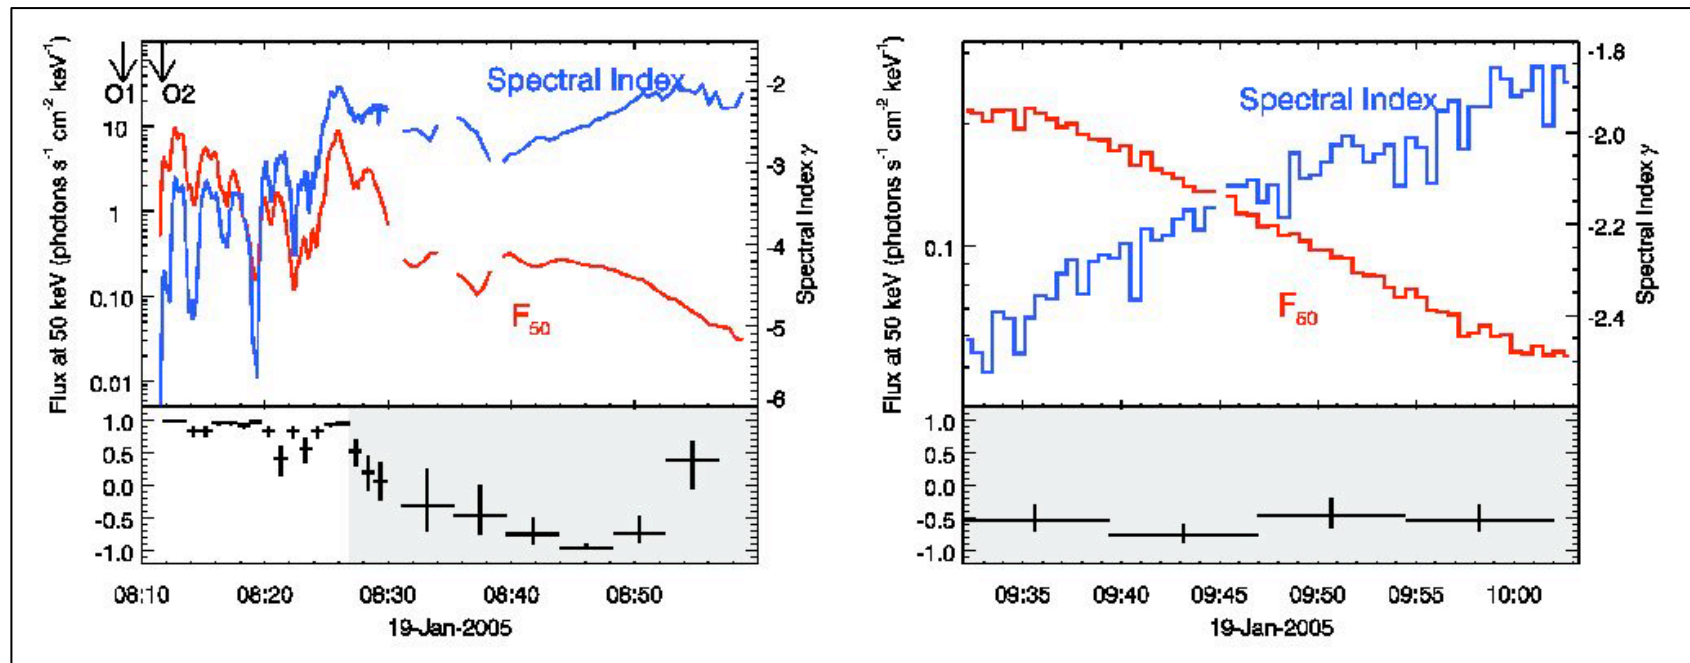 Flux at 50 keV (photons s⁻¹ cm⁻² keV⁻¹)
O1
O2
Spectral Index
F₅₀
10
1
0.10
0.01
-2
-3
-4
-5
-6
Spectral Index γ
1.0
0.5
0.0
-0.5
-1.0
08:10 08:20 08:30 08:40 08:50
19-Jan-2005
Flux at 50 keV (photons s⁻¹ cm⁻² keV⁻¹)
Spectral Index
F₅₀
0.1
-1.8
-2.0
-2.2
-2.4
Spectral Index γ
1.0
0.5
0.0
-0.5
-1.0
09:35 09:40 09:45 09:50 09:55 10:00
19-Jan-2005